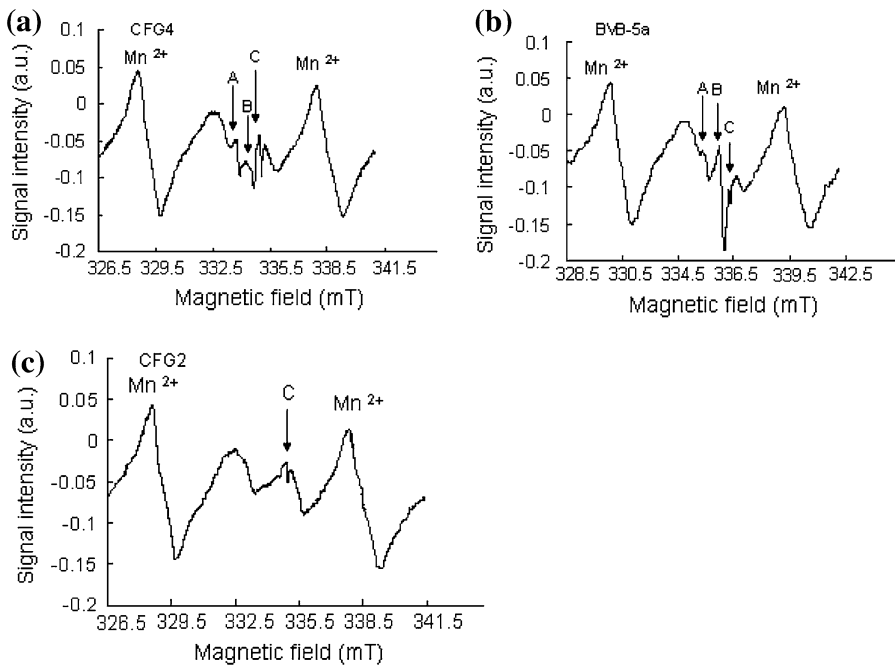 (a)
CFG4
Signal intensity (a.u.)
0.1
0.05
0
-0.05
-0.1
-0.15
-0.2
Mn 2+
A
B
C
Mn 2+
326.5 329.5 332.5 335.5 338.5 341.5
Magnetic field (mT)
(b)
BVB-5a
Signal intensity (a.u.)
0.1
0.05
0
-0.05
-0.1
-0.15
-0.2
Mn 2+
A
B
C
Mn 2+
328.5 330.5 334.5 336.5 339.5 342.5
Magnetic field (mT)
(c)
CFG2
Signal intensity (a.u.)
0.1
0.05
0
-0.05
-0.1
-0.15
-0.2
Mn 2+
C
Mn 2+
326.5 329.5 332.5 335.5 338.5 341.5
Magnetic field (mT)